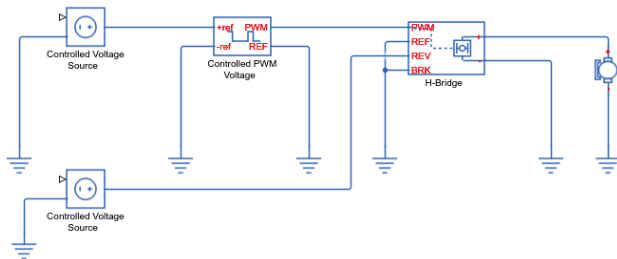 Controlled Voltage
Source
+ref PWM
-ref REF
Controlled PWM
Voltage
PWM
REF
REV
BRK
+
-
H-Bridge
+
-
Controlled Voltage
Source